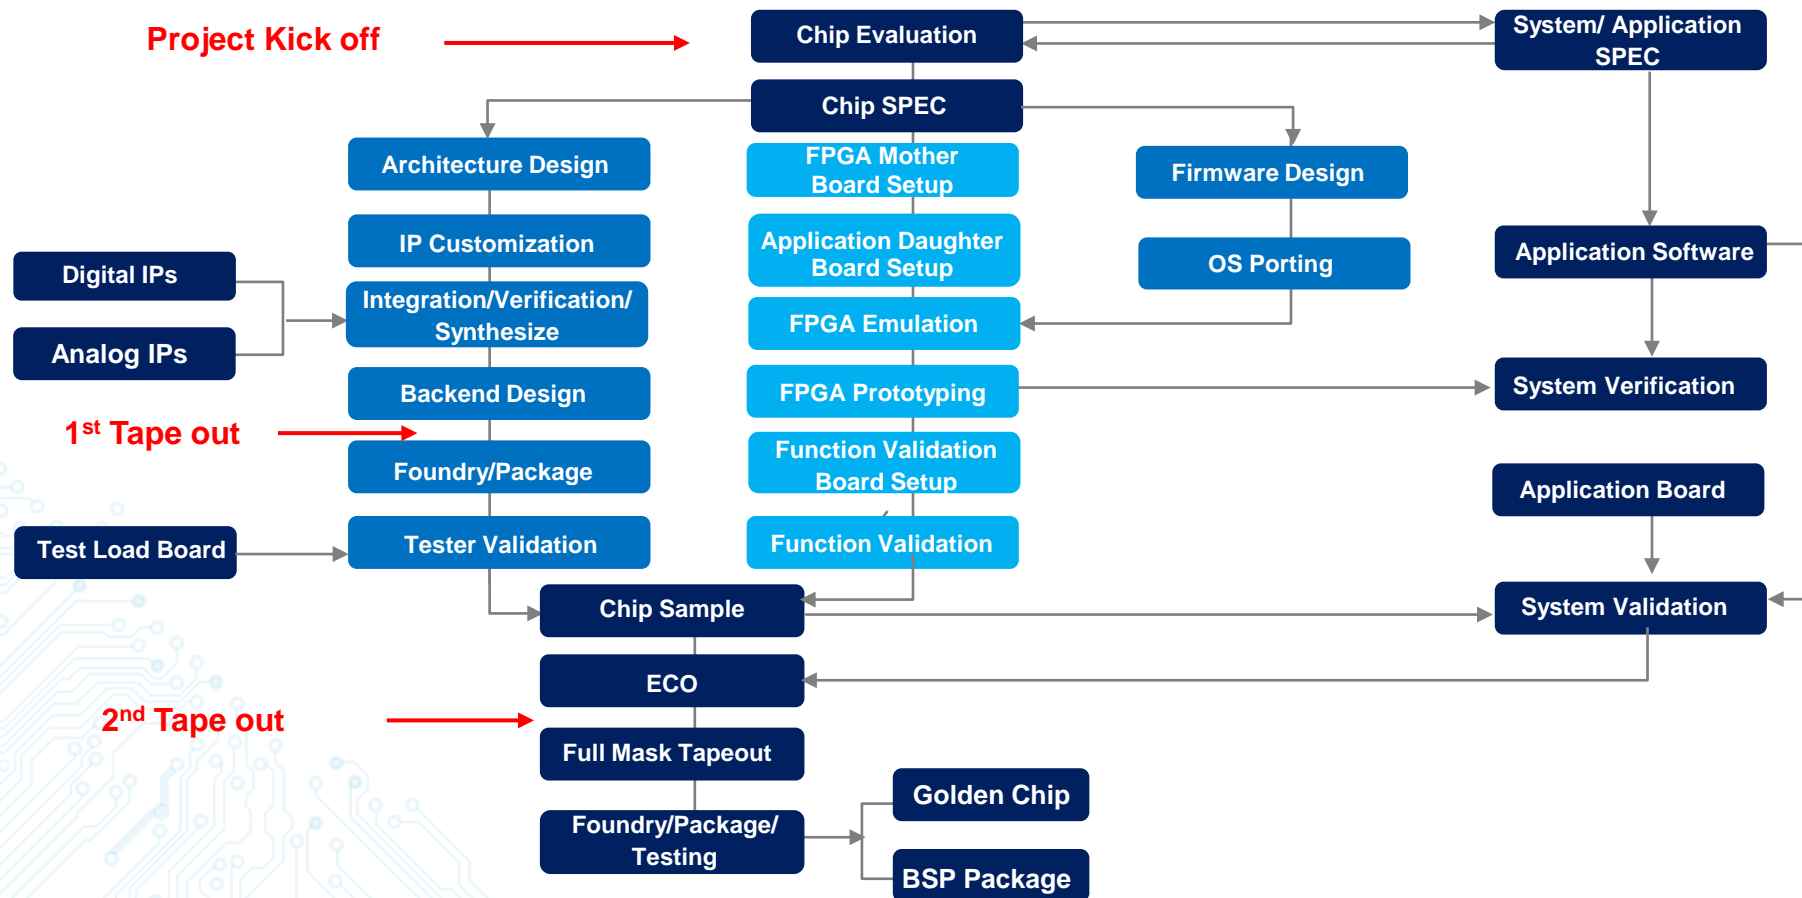 Project Kick off
Chip Evaluation
System/ Application
SPEC
Chip SPEC
Architecture Design
FPGA Mother
Board Setup
Firmware Design
IP Customization
Application Daughter
Board Setup
OS Porting
Application Software
Digital IPs
Integration/Verification/
Synthesize
FPGA Emulation
Analog IPs
Backend Design
FPGA Prototyping
System Verification
1st Tape out
Foundry/Package
Function Validation
Board Setup
Application Board
Test Load Board
Tester Validation
Function Validation
Chip Sample
System Validation
ECO
2nd Tape out
Full Mask Tapeout
Golden Chip
Foundry/Package/
Testing
BSP Package